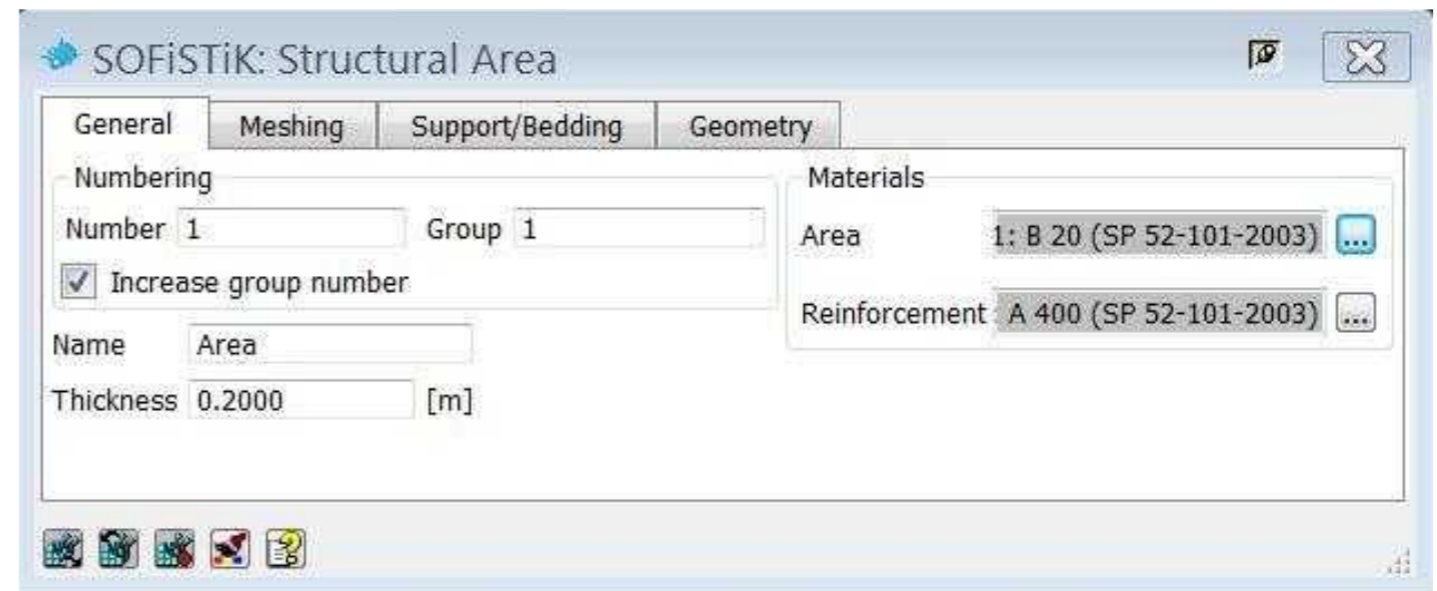 SOFiSTiK: Structural Area
General Meshing Support/Bedding Geometry
Numbering
Number 1 Group 1
Increase group number
Name Area
Thickness 0.2000 [m]
Materials
Area 1: B 20 (SP 52-101-2003) ...
Reinforcement A 400 (SP 52-101-2003) ...